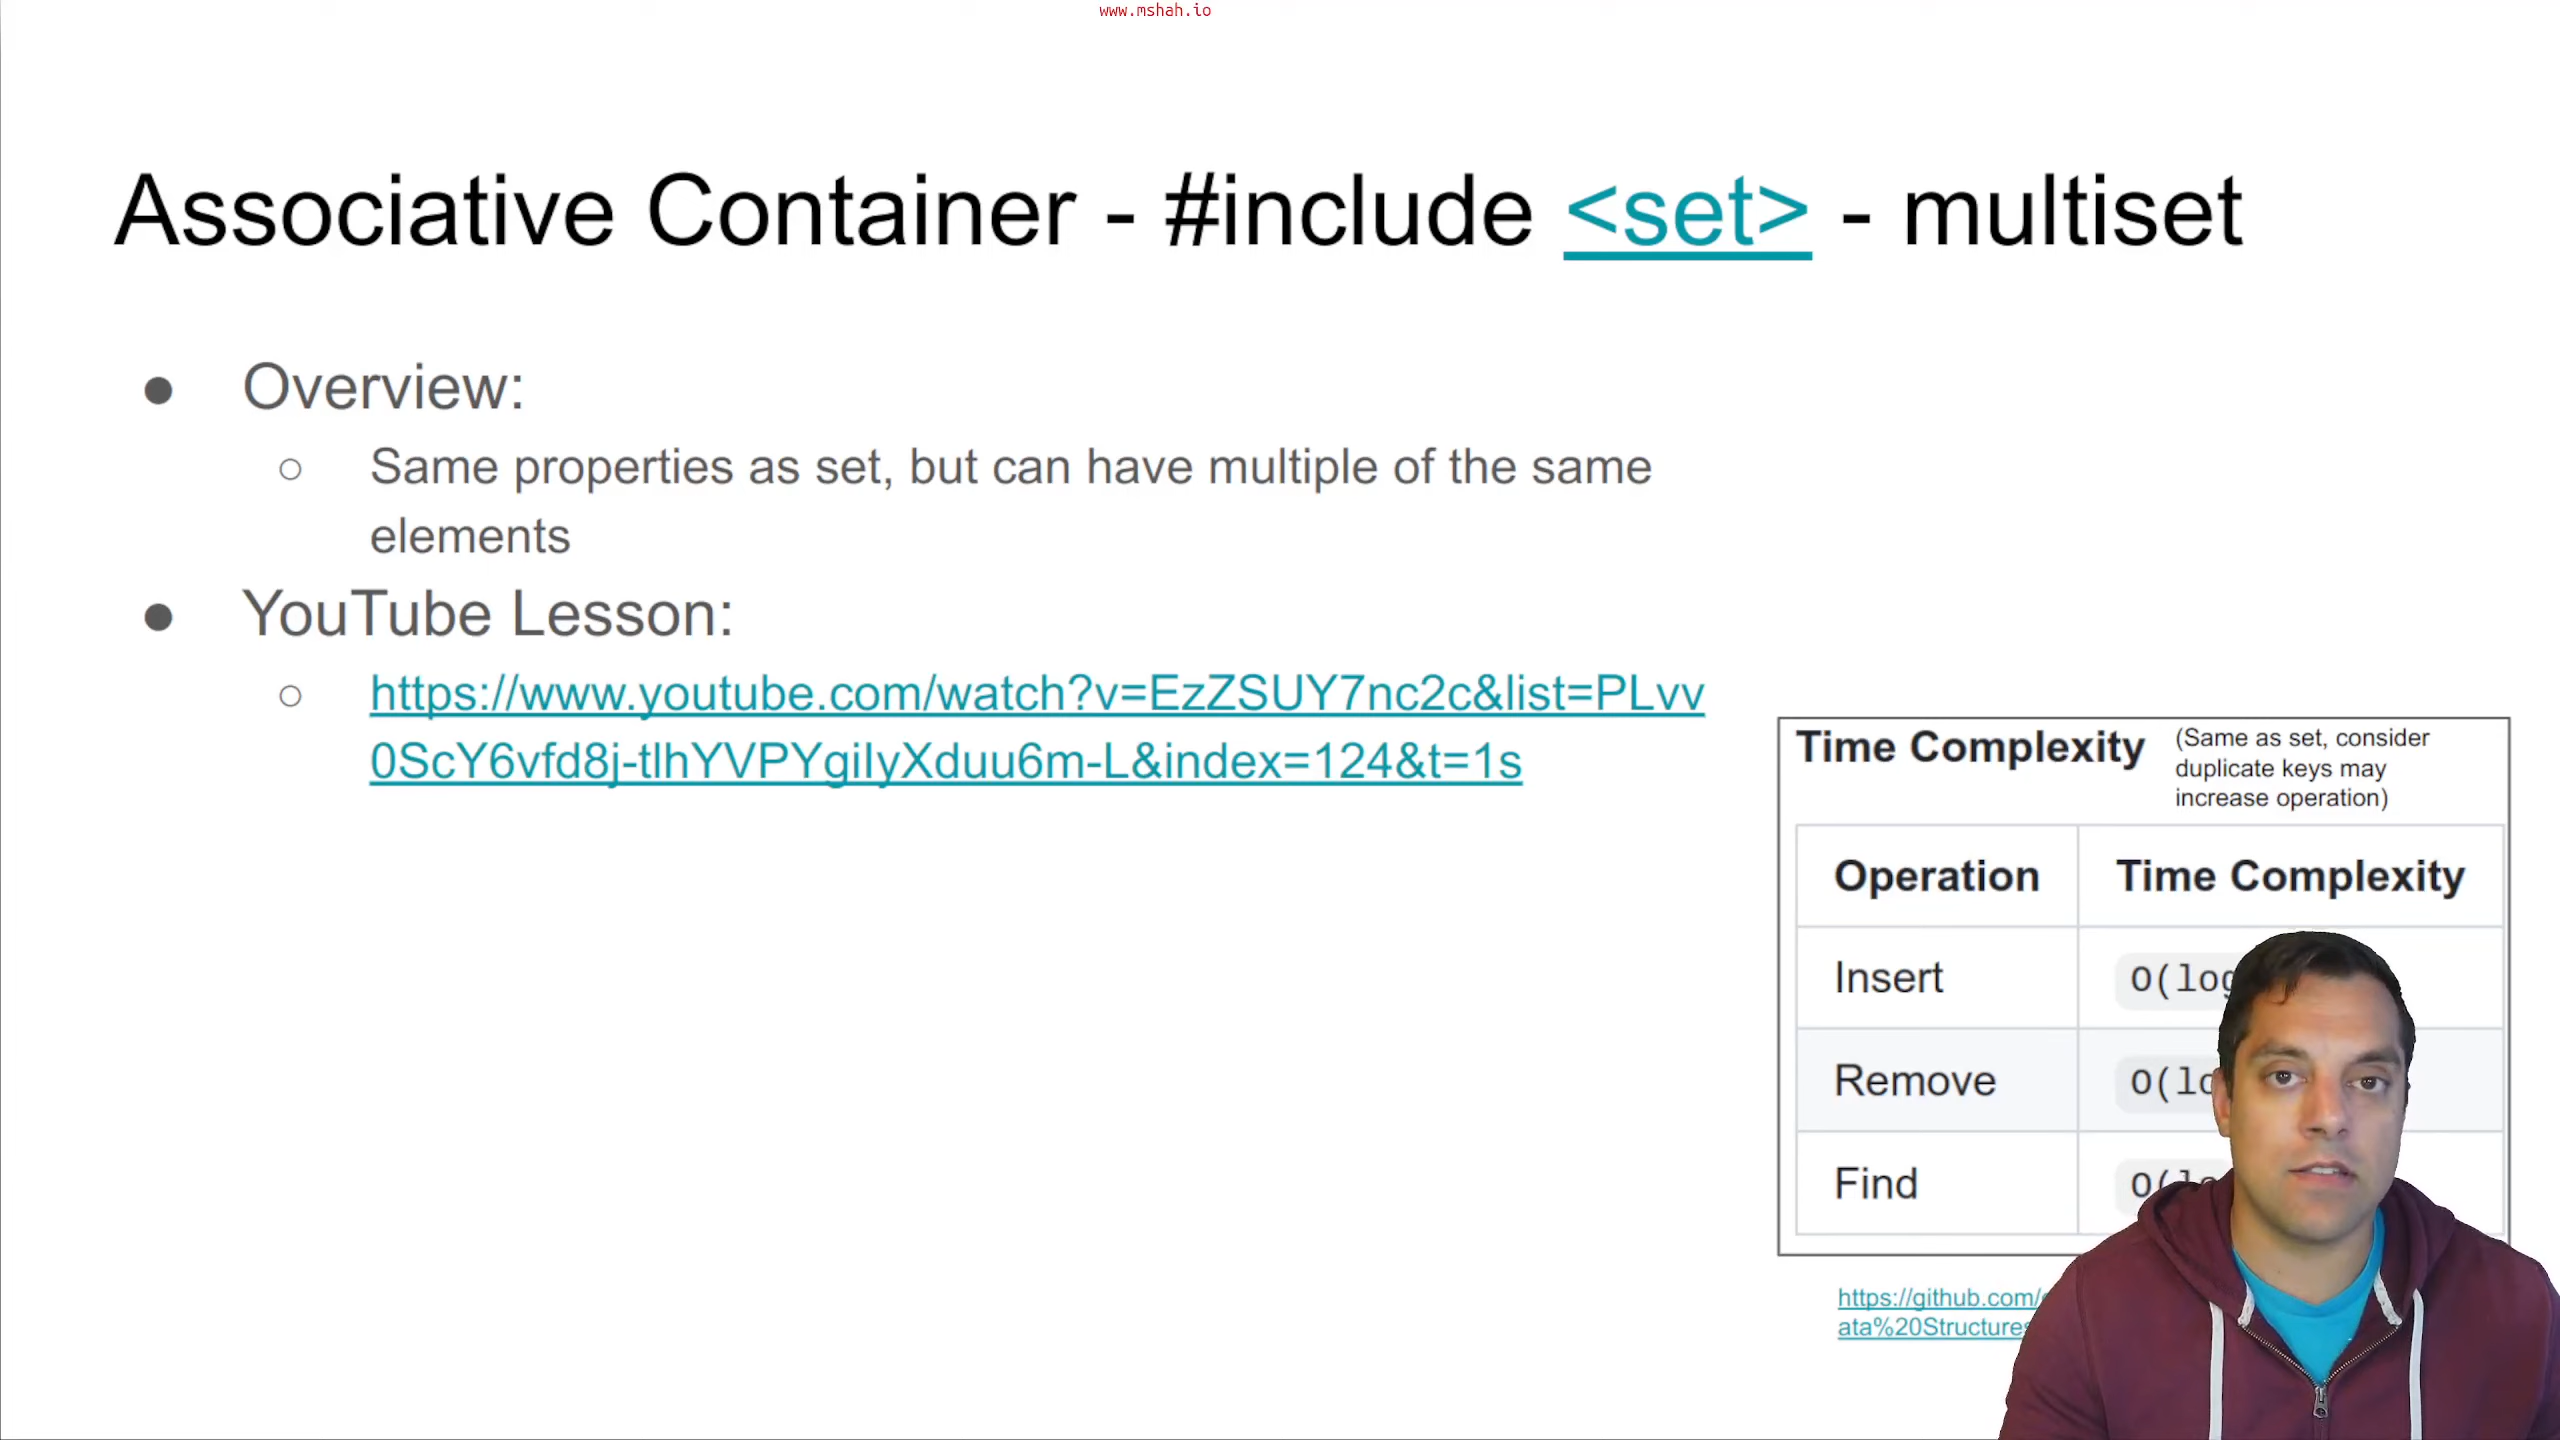 www.mshah.io
Associative Container - #include <set> - multiset
● Overview:
○ Same properties as set, but can have multiple of the same
elements
● YouTube Lesson:
○ https://www.youtube.com/watch?v=EzZSUY7nc2c&list=PLvv
0ScY6vfd8j-tlhYVPYgiIyXduu6m-L&index=124&t=1s
Time Complexity (Same as set, consider
duplicate keys may
increase operation)
Operation Time Complexity
Insert O(log
Remove O(lo
Find O(lo
https://github.com/
ata%20Structures